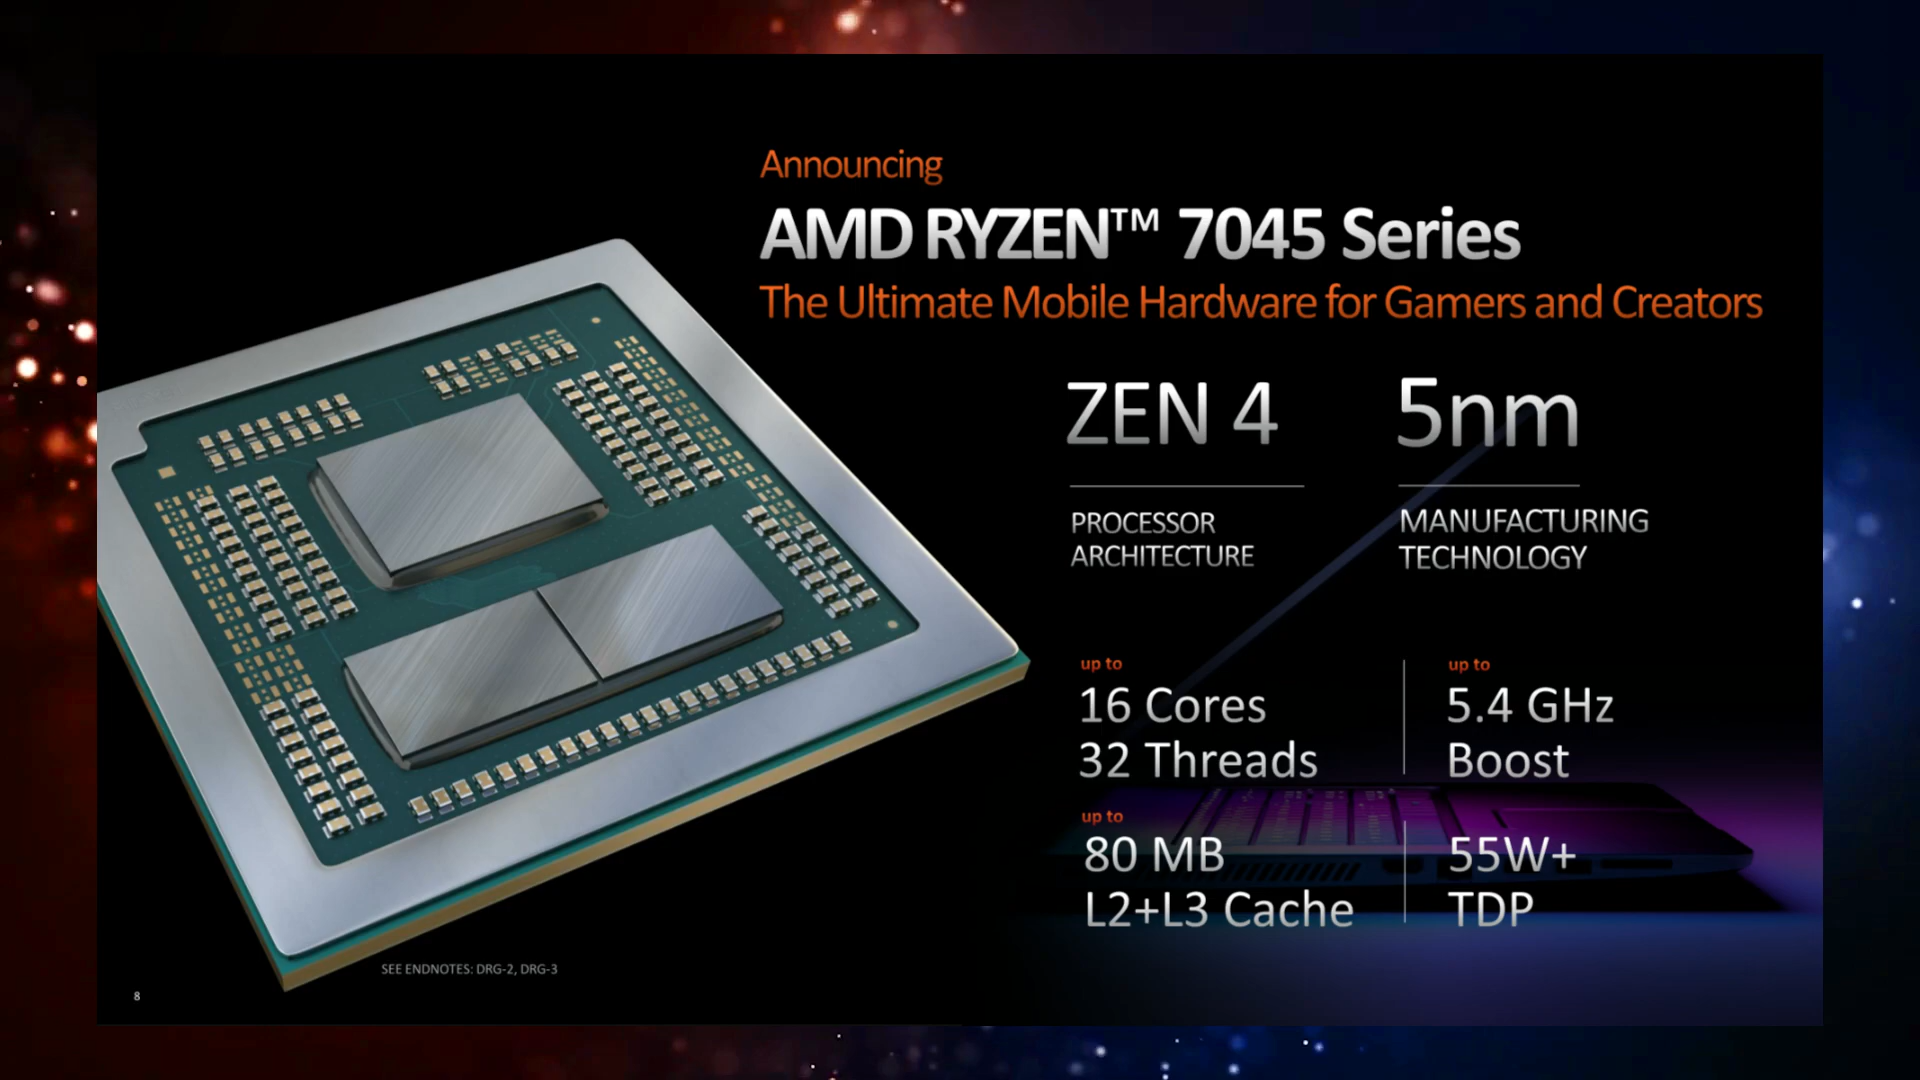 Announcing
AMD RYZEN™ 7045 Series
The Ultimate Mobile Hardware for Gamers and Creators
ZEN 4
PROCESSOR
ARCHITECTURE
5nm
MANUFACTURING
TECHNOLOGY
up to
16 Cores
32 Threads
up to
5.4 GHz
Boost
up to
80 MB
L2+L3 Cache
55W+
TDP
SEE ENDNOTES: DRG-2, DRG-3
8